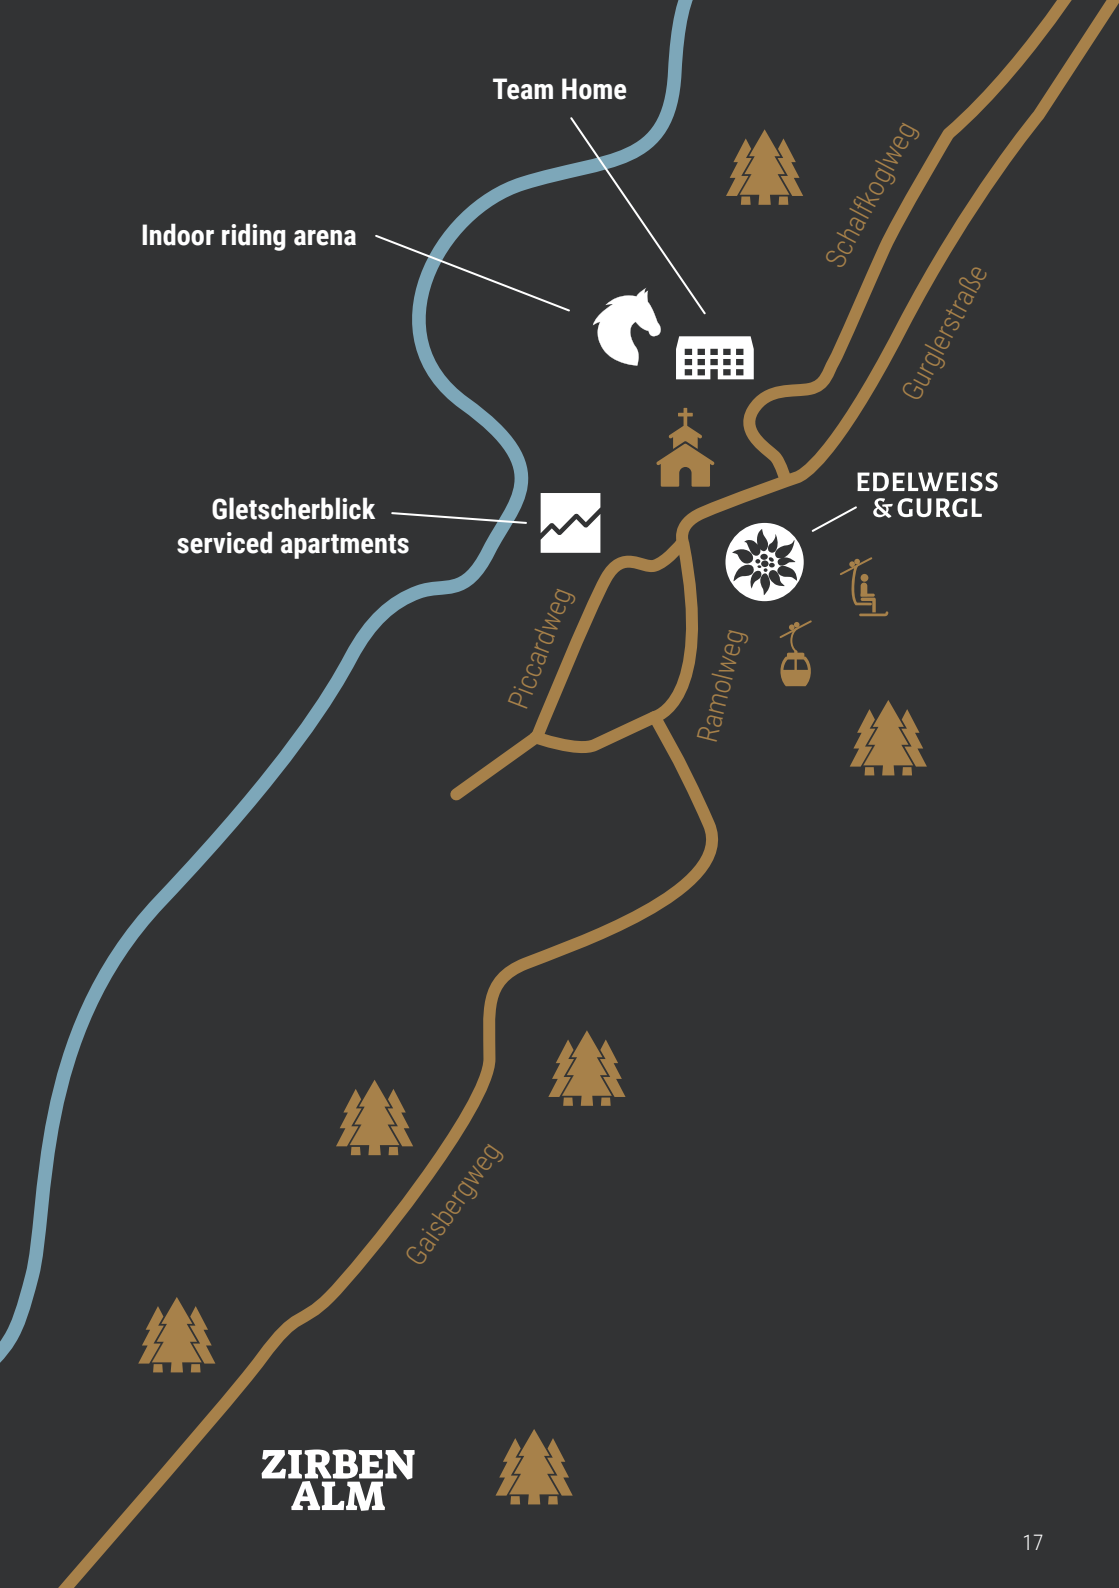 Team Home
Schalfkoglweg
Indoor riding arena
Gurglerstraße
EDELWEISS
& GURGL
Gletscherblick
serviced apartments
Piccardweg
Ramolweg
Gaisbergweg
ZIRBEN
ALM
17